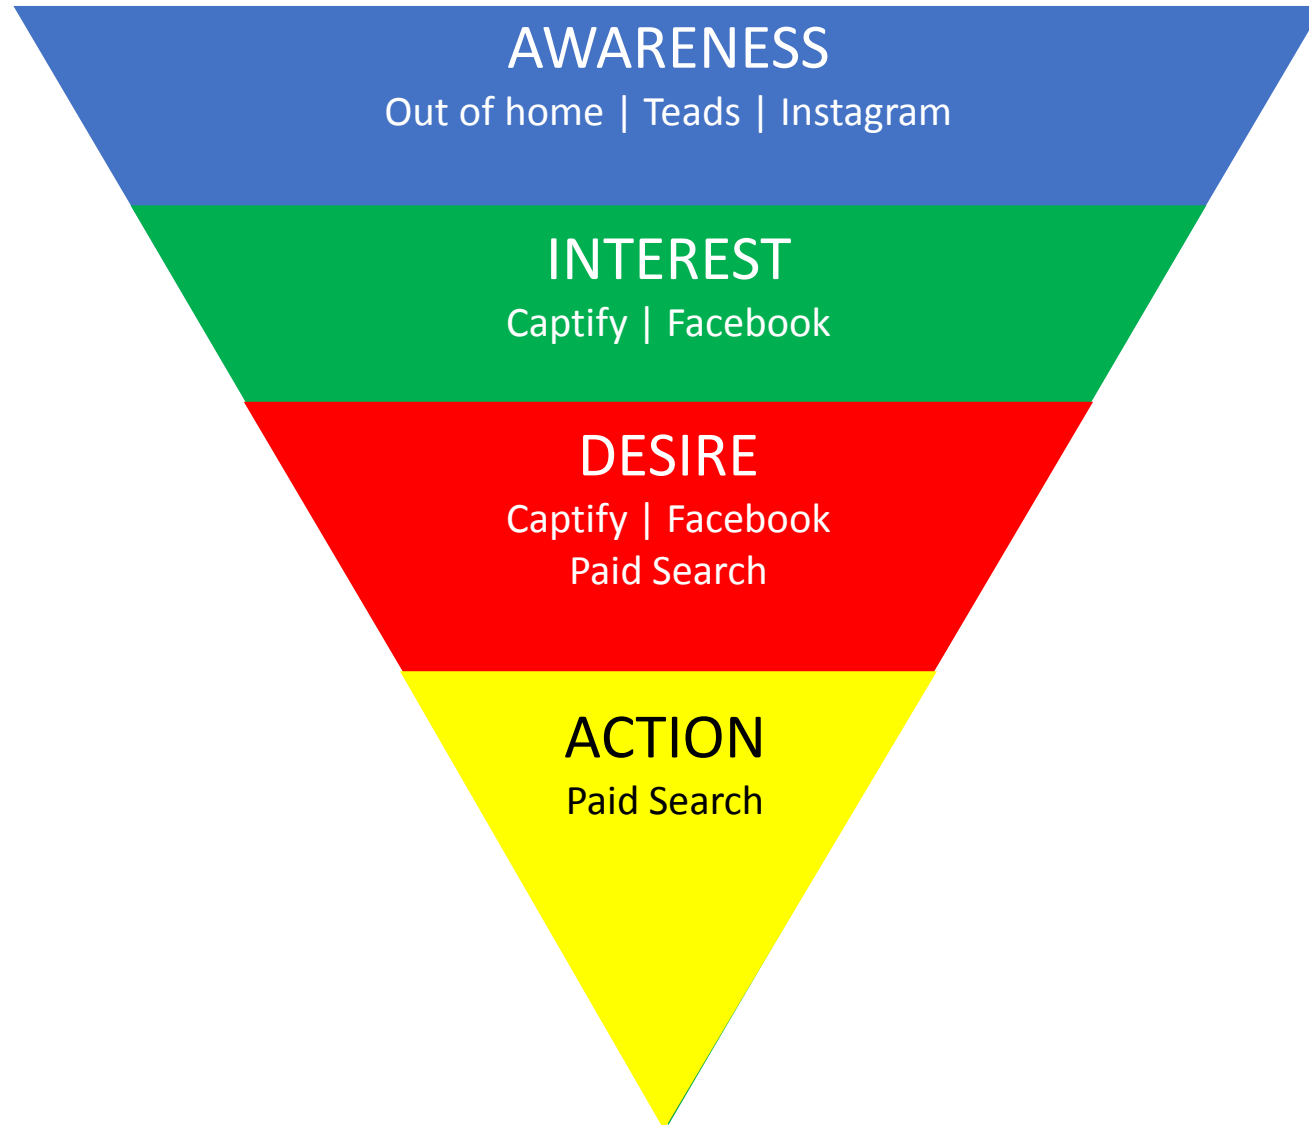 AWARENESS
Out of home | Teads | Instagram
INTEREST
Captify | Facebook
DESIRE
Captify | Facebook
Paid Search
ACTION
Paid Search